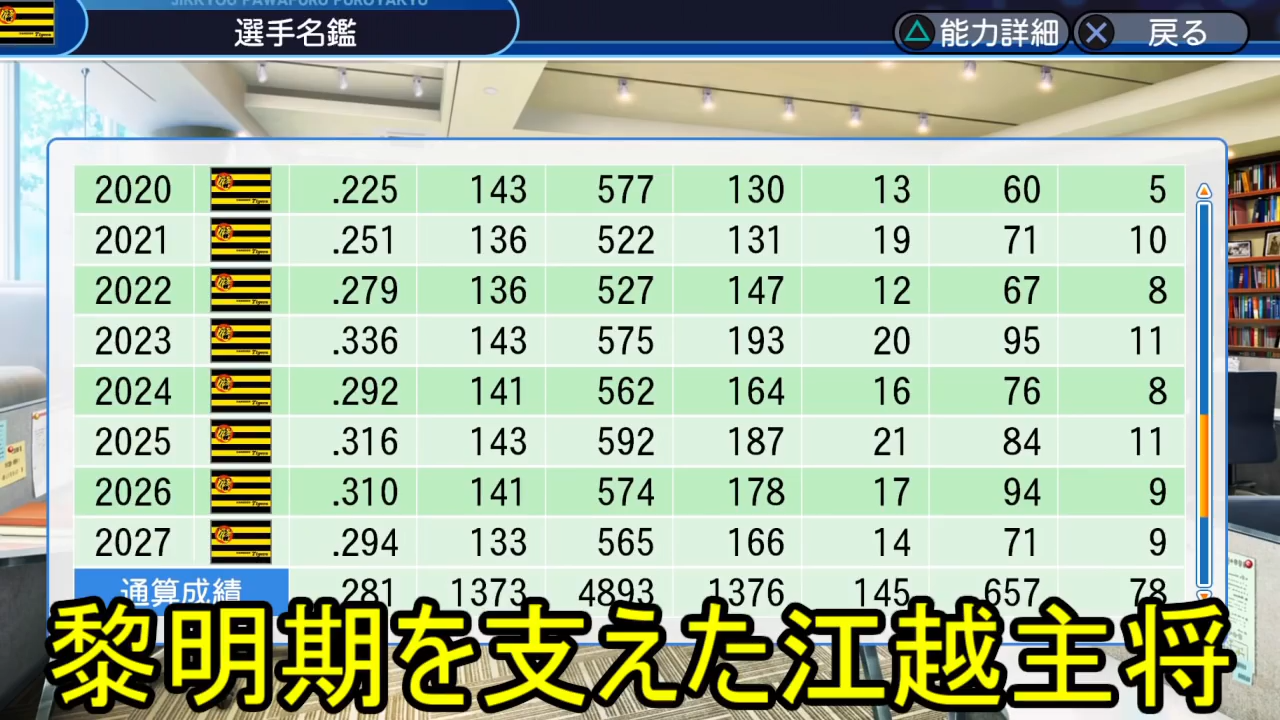 JIKKYOU PAWAFURU PUROYAKYU
選手名鑑
能力詳細 戻る
2020 .225 143 577 130 13 60 5
2021 .251 136 522 131 19 71 10
2022 .279 136 527 147 12 67 8
2023 .336 143 575 193 20 95 11
2024 .292 141 562 164 16 76 8
2025 .316 143 592 187 21 84 11
2026 .310 141 574 178 17 94 9
2027 .294 133 565 166 14 71 9
通算成績 .281 1373 4893 1376 145 657 78
黎明期を支えた江越主将